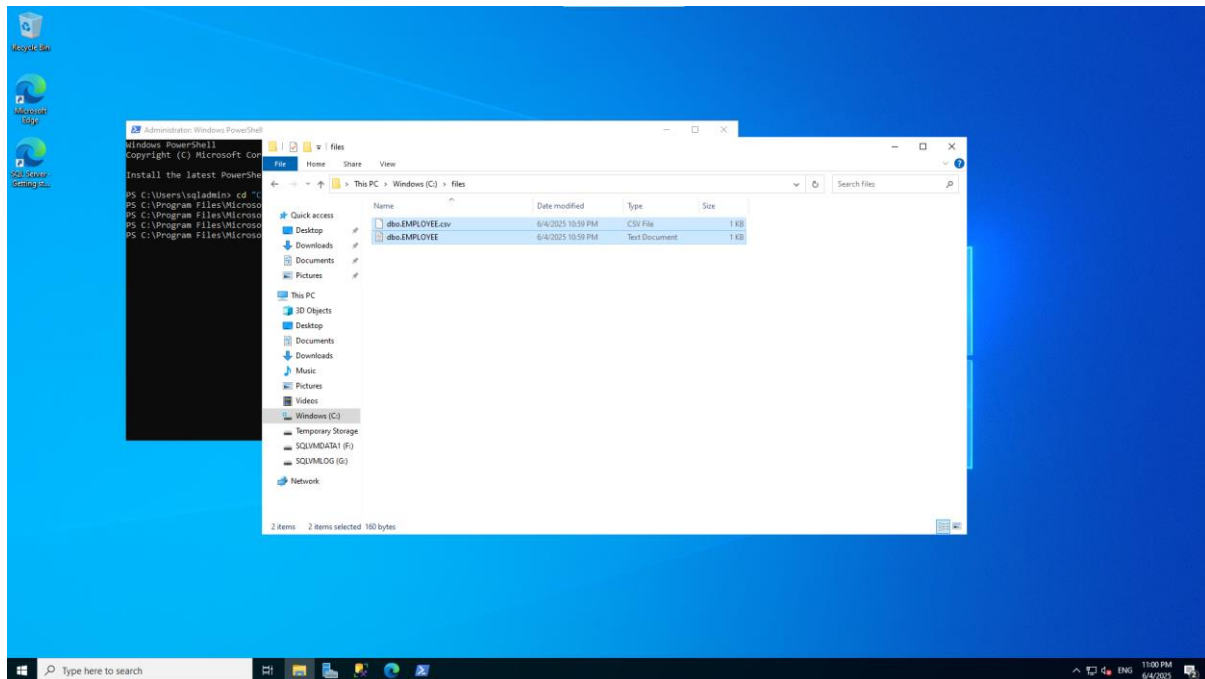 Recycle Bin
Microsoft
Edge
SQL Server -
Getting st...
Administrator: Windows PowerShell
Windows PowerShell
Copyright (C) Microsoft Cor
Install the latest PowerShe
PS C:\Users\sqladmin> cd "C
PS C:\Program Files\Microso
PS C:\Program Files\Microso
PS C:\Program Files\Microso
PS C:\Program Files\Microso
files
File Home Share View
This PC > Windows (C:) > files
Search files
Name Date modified Type Size
dbo.EMPLOYEE.csv 6/4/2025 10:59 PM CSV File 1 KB
dbo.EMPLOYEE 6/4/2025 10:59 PM Text Document 1 KB
Quick access
Desktop
Downloads
Documents
Pictures
This PC
3D Objects
Desktop
Documents
Downloads
Music
Pictures
Videos
Windows (C:)
Temporary Storage
SQLVMDATA1 (F:)
SQLVMLOG (G:)
Network
2 items 2 items selected 160 bytes
Type here to search
ENG
11:00 PM
6/4/2025